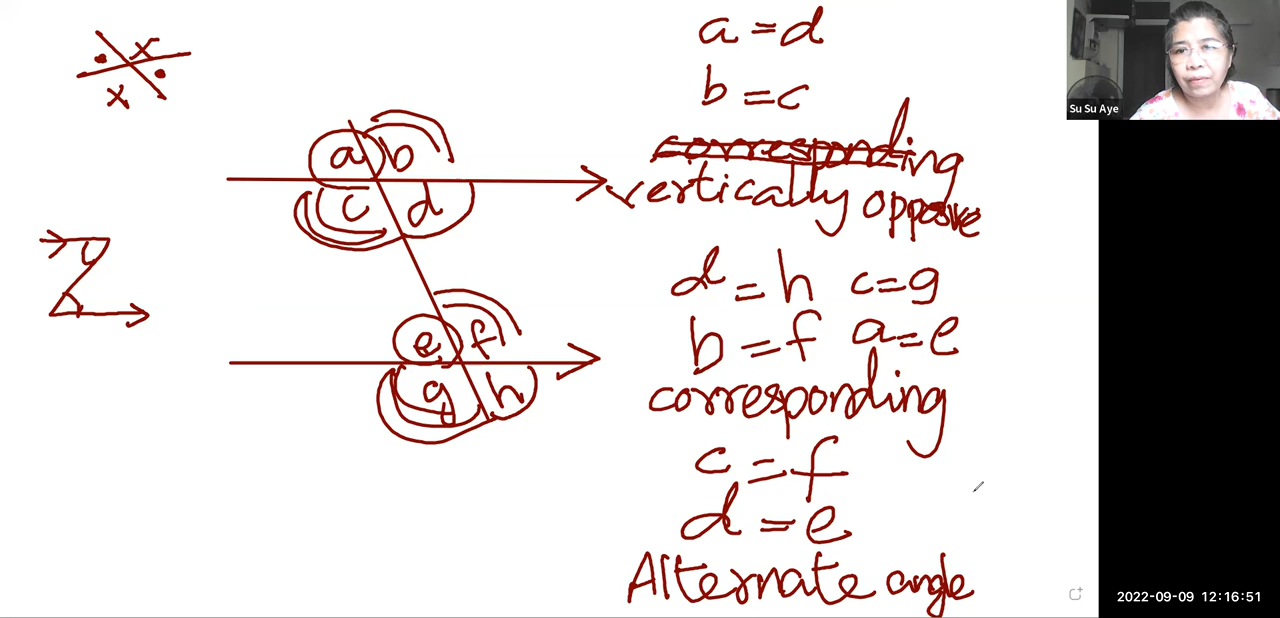 x
x
a = d
b = c
corresponding
vertically opposite
a b
c d
d = h c = g
b = f a = e
corresponding
e f
g h
c = f
d = e
Alternate angle
Su Su Aye
2022-09-09 12:16:51